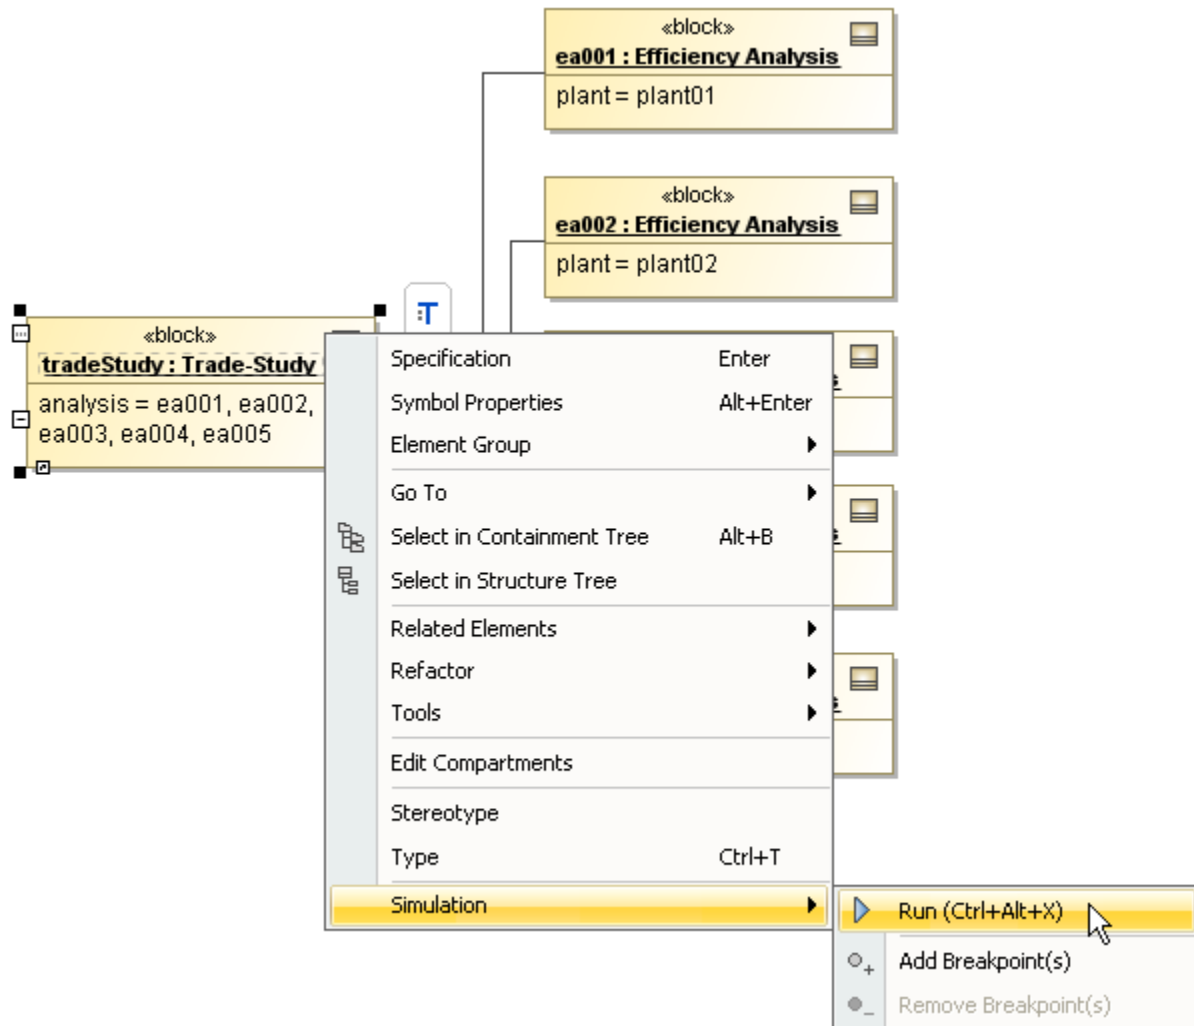 «block»
ea001 : Efficiency Analysis
plant = plant01
«block»
ea002 : Efficiency Analysis
plant = plant02
:T
«block»
tradeStudy : Trade-Study
analysis = ea001, ea002,
ea003, ea004, ea005
Specification Enter
Symbol Properties Alt+Enter
Element Group
Go To
Select in Containment Tree Alt+B
Select in Structure Tree
Related Elements
Refactor
Tools
Edit Compartments
Stereotype
Type Ctrl+T
Simulation
Run (Ctrl+Alt+X)
Add Breakpoint(s)
Remove Breakpoint(s)